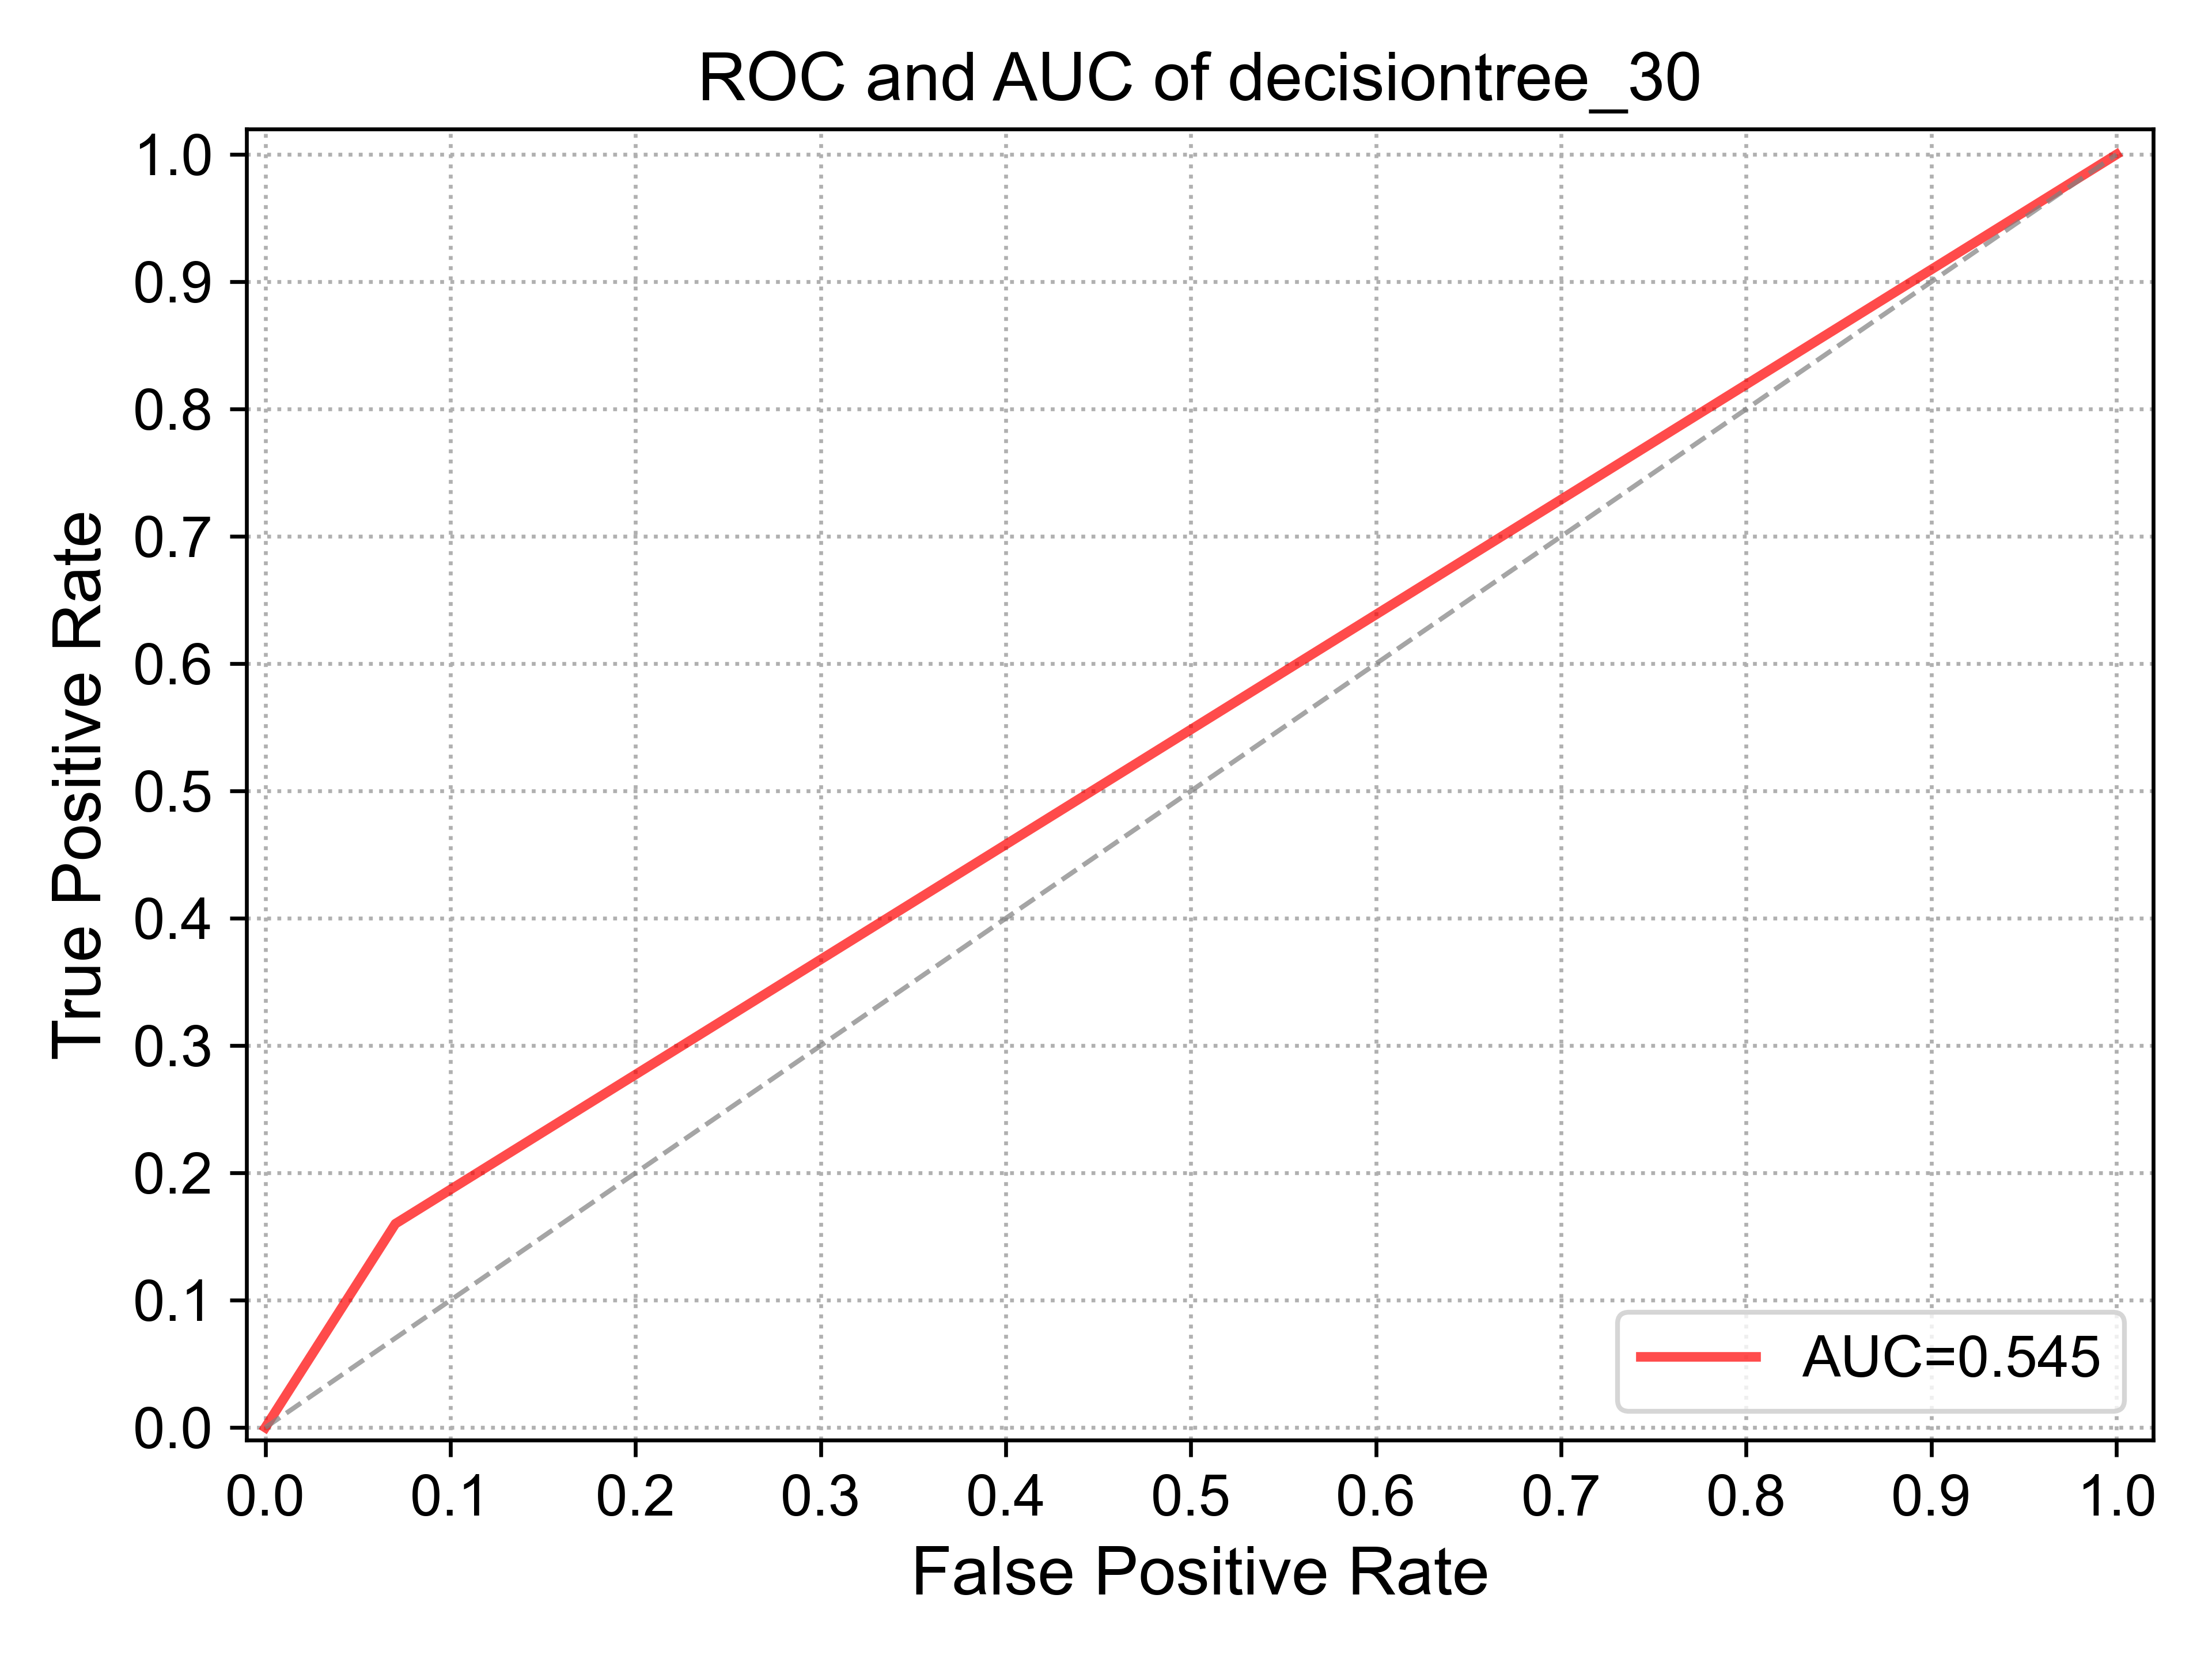 ROC and AUC of decisiontree_30
True Positive Rate
1.0
0.9
0.8
0.7
0.6
0.5
0.4
0.3
0.2
0.1
0.0
AUC=0.545
0.0 0.1 0.2 0.3 0.4 0.5 0.6 0.7 0.8 0.9 1.0
False Positive Rate